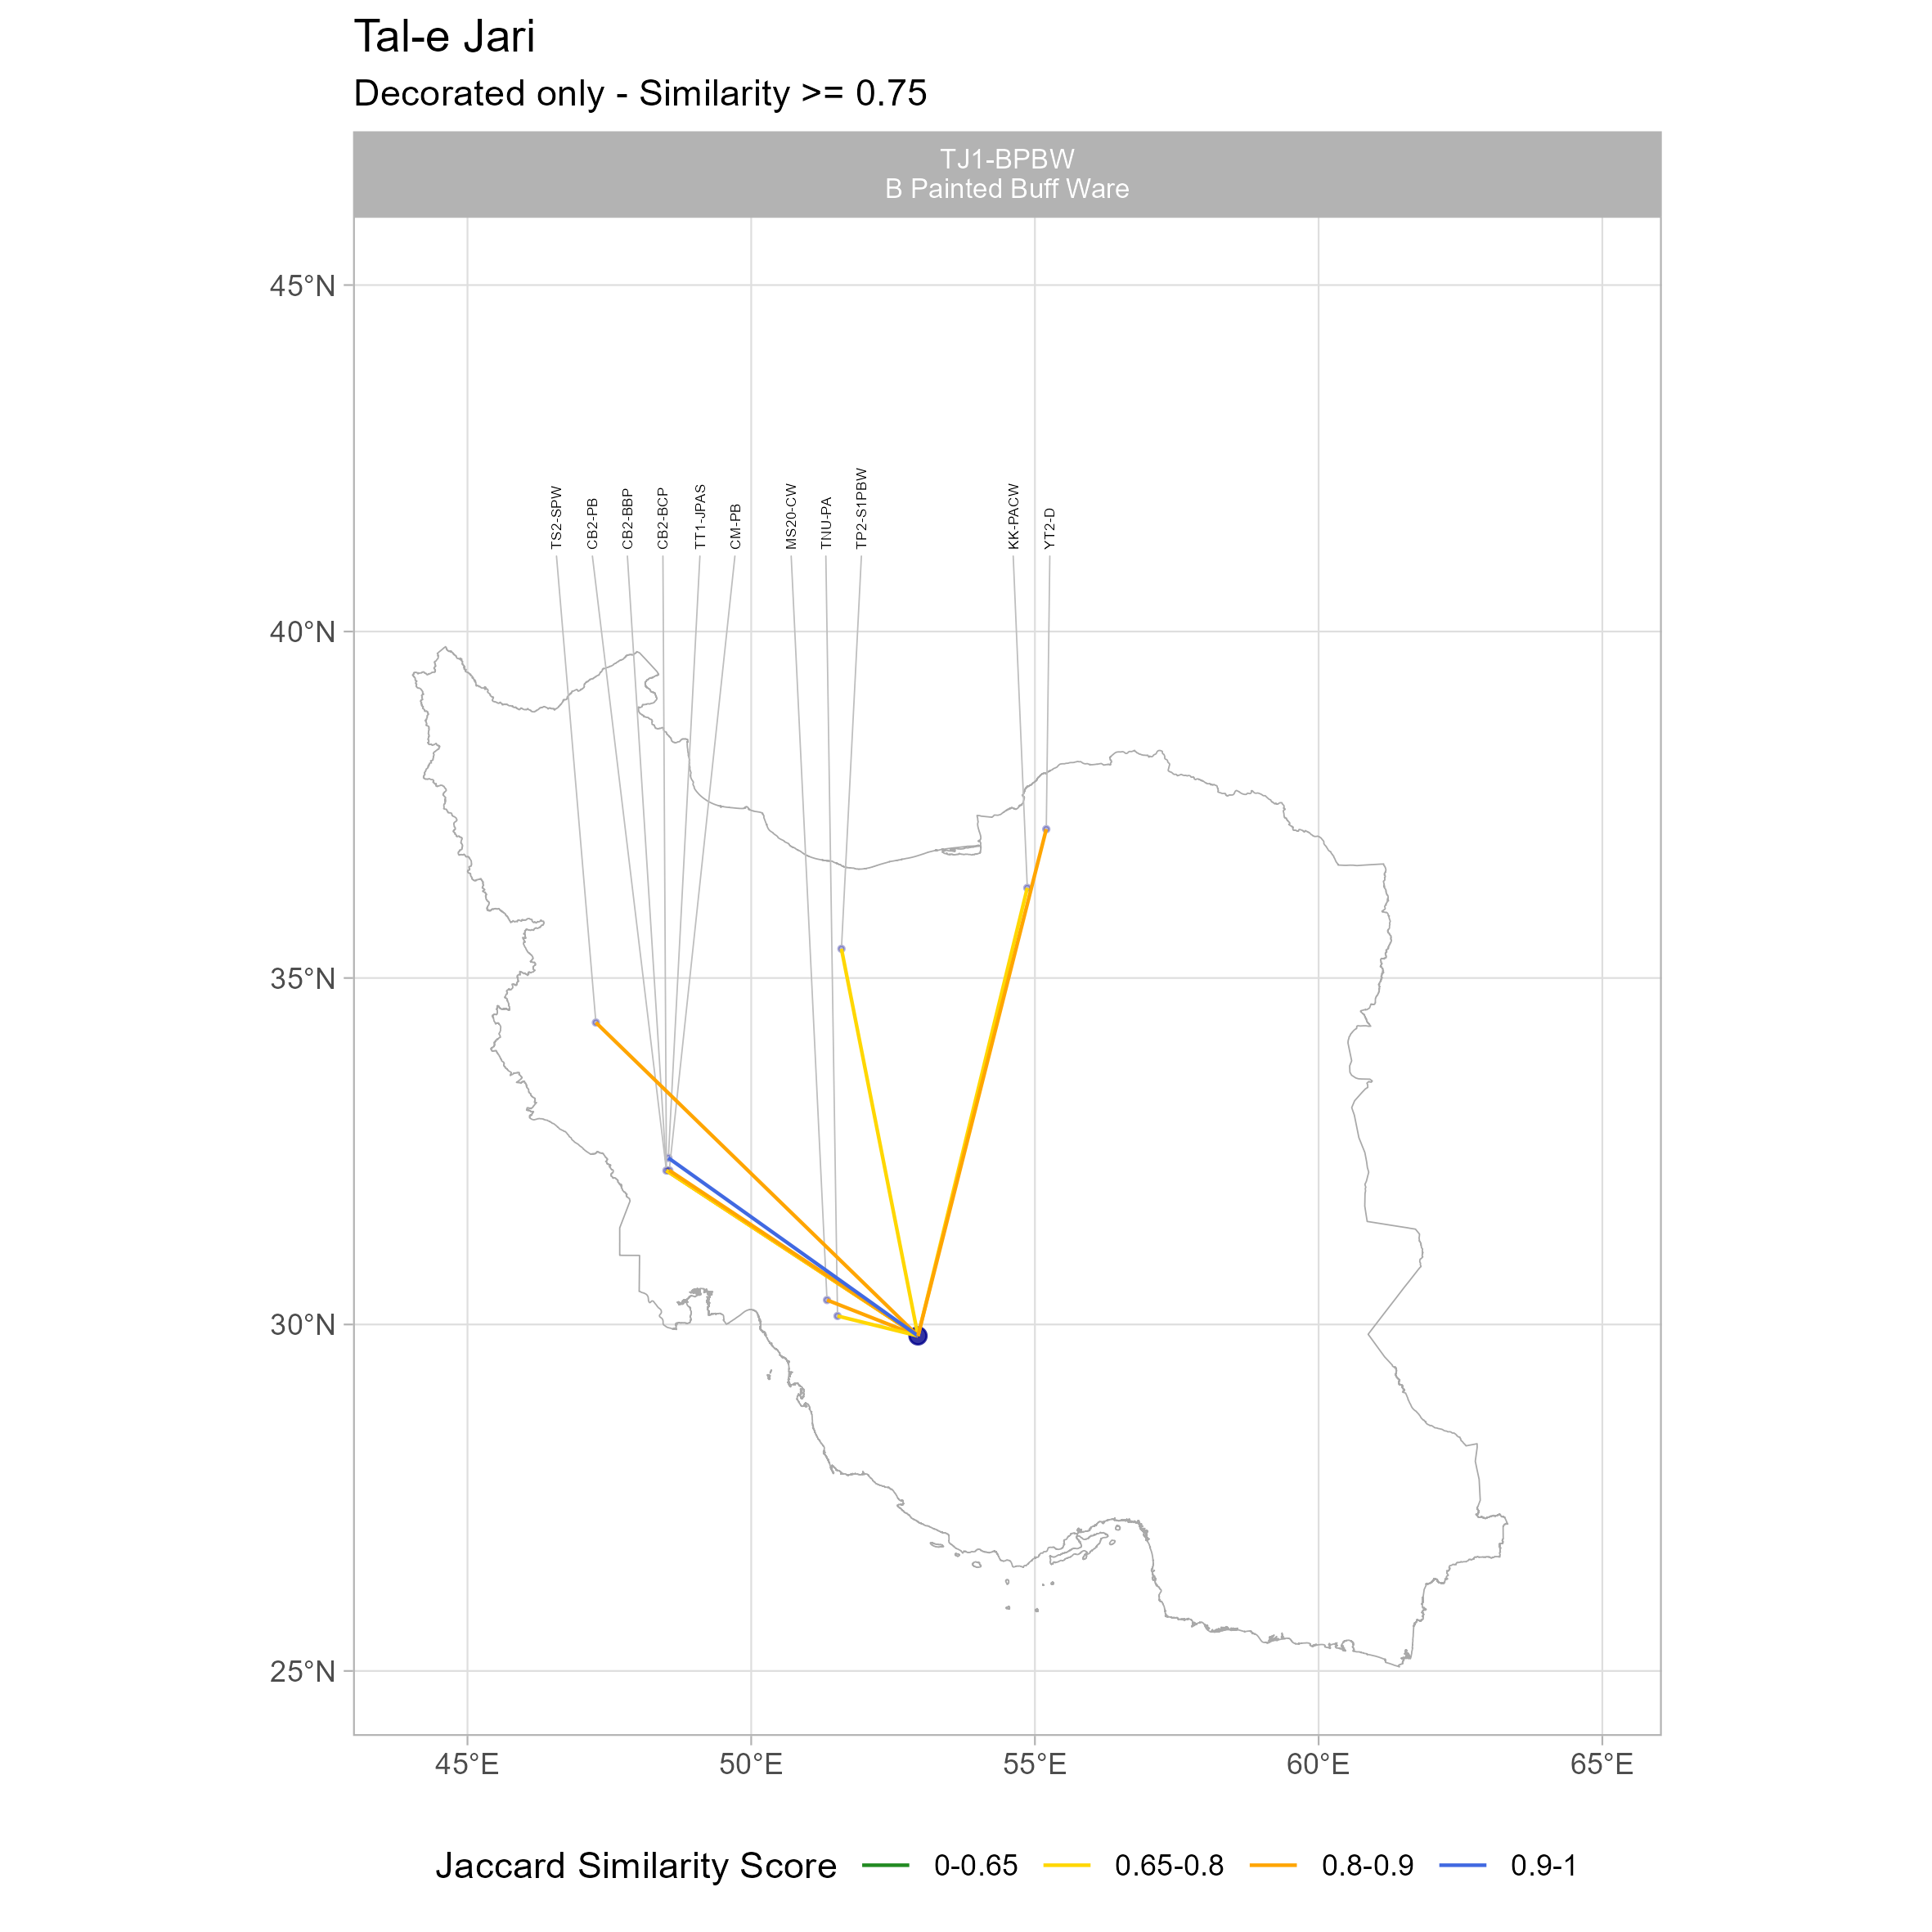 Tal-e Jari
Decorated only - Similarity >= 0.75
TJ1-BPBW
B Painted Buff Ware
45°N
40°N
35°N
30°N
25°N
TS2-SPW
CB2-PB
CB2-BBP
CB2-BCP
TT1-JPAS
CM-PB
MS20-CW
TNU-PA
TP2-S1PBW
KK-PACW
YT2-D
45°E
50°E
55°E
60°E
65°E
Jaccard Similarity Score 0-0.65 0.65-0.8 0.8-0.9 0.9-1